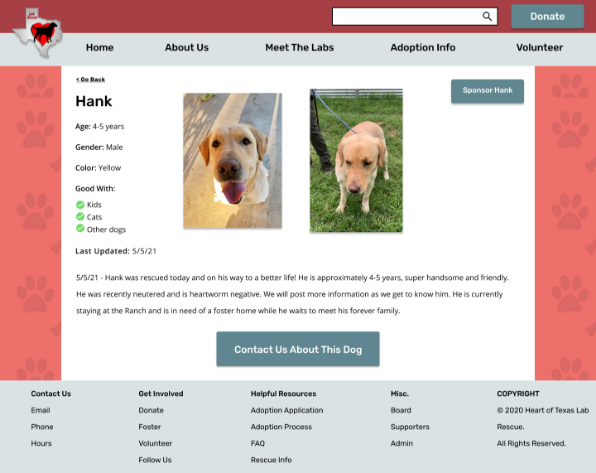 Donate
Home About Us Meet The Labs Adoption Info Volunteer
< Go Back
Sponsor Hank
Hank
Age: 4-5 years
Gender: Male
Color: Yellow
Good With:
Kids
Cats
Other dogs
Last Updated: 5/5/21
5/5/21 - Hank was rescued today and on his way to a better life! He is approximately 4-5 years, super handsome and friendly.
He was recently neutered and is heartworm negative. We will post more information as we get to know him. He is currently
staying at the Ranch and is in need of a foster home while he waits to meet his forever family.
Contact Us About This Dog
Contact Us
Email
Phone
Hours
Get Involved
Donate
Foster
Volunteer
Follow Us
Helpful Resources
Adoption Application
Adoption Process
FAQ
Rescue Info
Misc.
Board
Supporters
Admin
COPYRIGHT
© 2020 Heart of Texas Lab
Rescue.
All Rights Reserved.